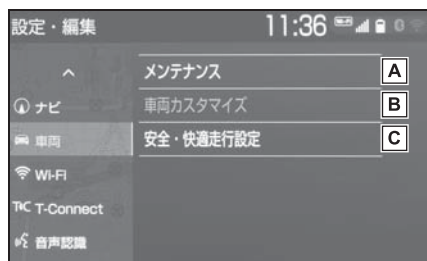 設定・編集 11:36
メンテナンス A
ナビ
車両カスタマイズ B
車両
安全・快適走行設定 C
Wi-Fi
T-Connect
音声認識